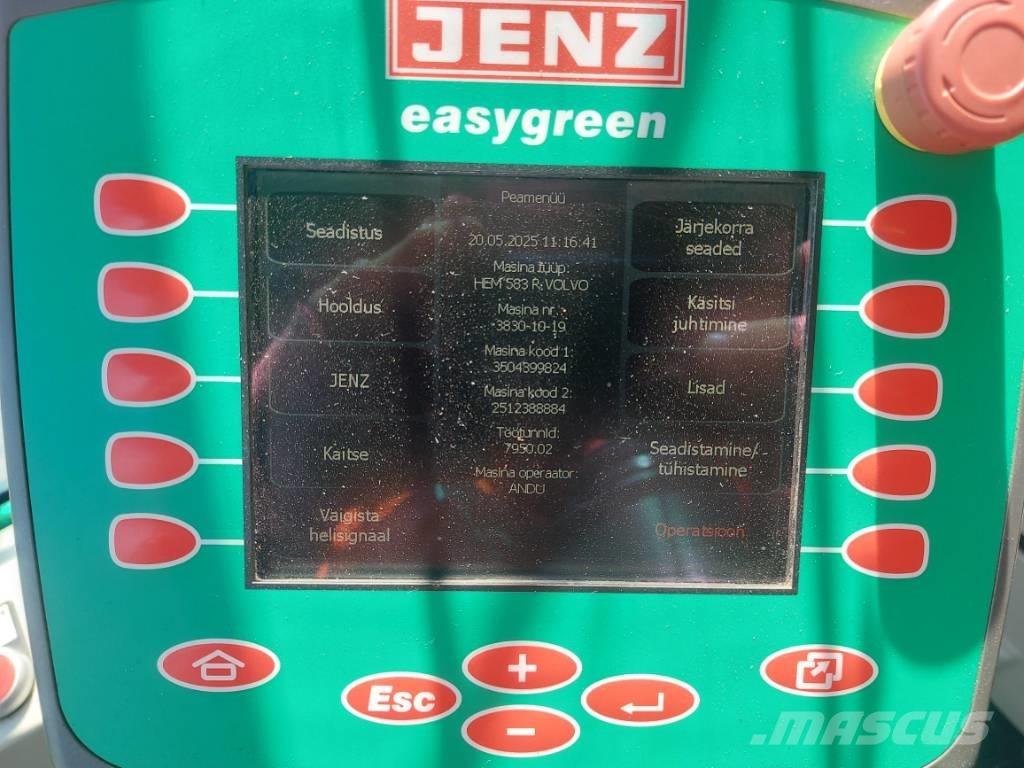 JENZ
easygreen
Peamenüü
20.05.2025 11:16:41
Masina tüüp:
HEM 583 R VOLVO
Masina nr.
3830-10-19
Masina kood 1:
3504399824
Masina kood 2:
2512388884
Töötunnid:
7950.02
Masina operaator:
ANDU
Seadistus
Hooldus
JENZ
Kaitse
Vaigista
helisignaal
Järjekorra
seaded
Käsitsi
juhtimine
Lisad
Seadistamine/
tühistamine
Operatsioon
Esc
+
-
MASCUS